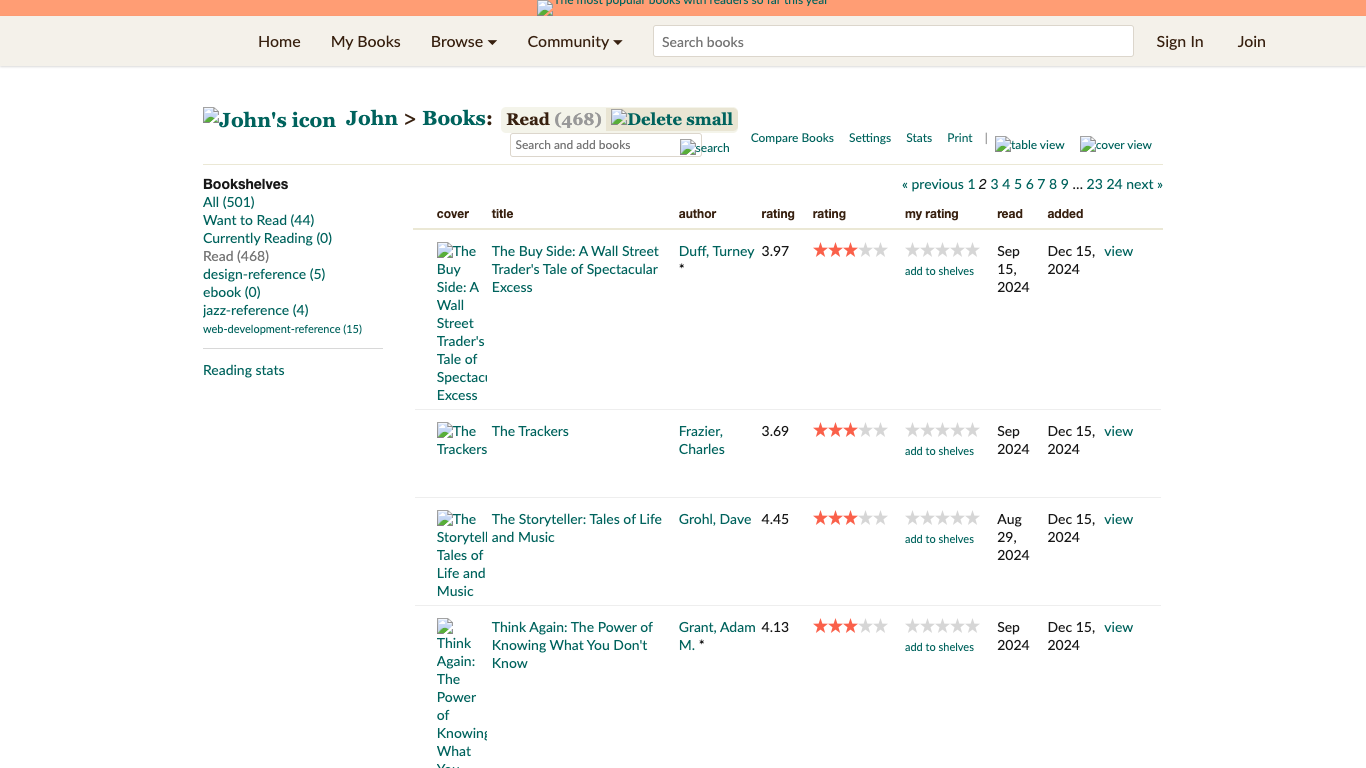 The most popular books with readers so far this year
Home My Books Browse Community Search books Sign In Join
John's icon John > Books: Read (468) Delete small
Search and add books search Compare Books Settings Stats Print | table view cover view
Bookshelves
All (501)
Want to Read (44)
Currently Reading (0)
Read (468)
design-reference (5)
ebook (0)
jazz-reference (4)
web-development-reference (15)
Reading stats
« previous 1 2 3 4 5 6 7 8 9 … 23 24 next »
cover title author rating rating my rating read added
The Buy Side: A Wall Street Trader's Tale of Spectacular Excess
The Buy Side: A Wall Street
Trader's Tale of Spectacular
Excess
Duff, Turney
*
3.97
add to shelves
Sep
15,
2024
Dec 15,
2024
view
The
Trackers
The Trackers
Frazier,
Charles
3.69
add to shelves
Sep
2024
Dec 15,
2024
view
The
Storytell
Tales of
Life and
Music
The Storyteller: Tales of Life
and Music
Grohl, Dave
4.45
add to shelves
Aug
29,
2024
Dec 15,
2024
view
Think
Again:
The
Power
of
Knowing
What
Think Again: The Power of
Knowing What You Don't
Know
Grant, Adam
M. *
4.13
add to shelves
Sep
2024
Dec 15,
2024
view